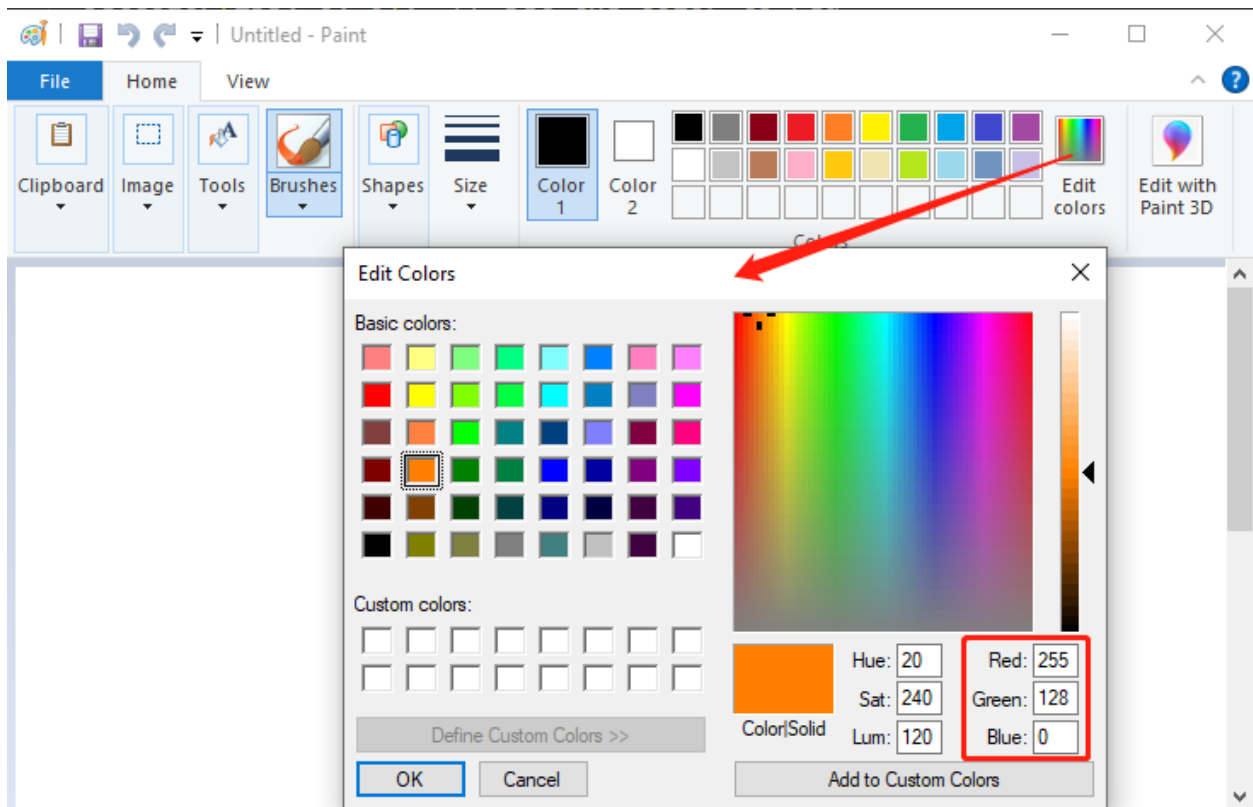 Untitled - Paint
File Home View
Clipboard Image Tools Brushes Shapes Size Color 1 Color 2 Edit colors Edit with Paint 3D
Colors
Edit Colors
Basic colors:
Custom colors:
Hue: 20 Red: 255
Sat: 240 Green: 128
Color|Solid Lum: 120 Blue: 0
Define Custom Colors >>
OK Cancel Add to Custom Colors